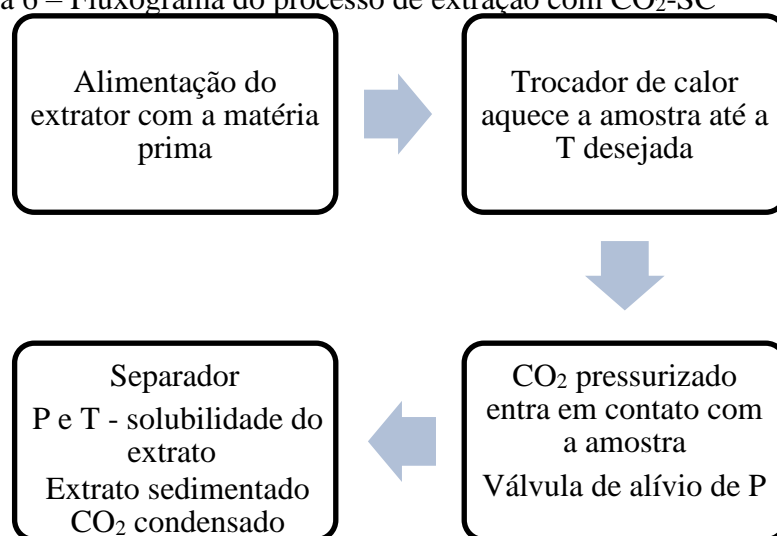 a 6 – Fluxograma do processo de extração com CO₂-SC
Alimentação do
extrator com a matéria
prima
Trocador de calor
aquece a amostra até a
T desejada
CO₂ pressurizado
entra em contato com
a amostra
Válvula de alívio de P
Separador
P e T - solubilidade do
extrato
Extrato sedimentado
CO₂ condensado